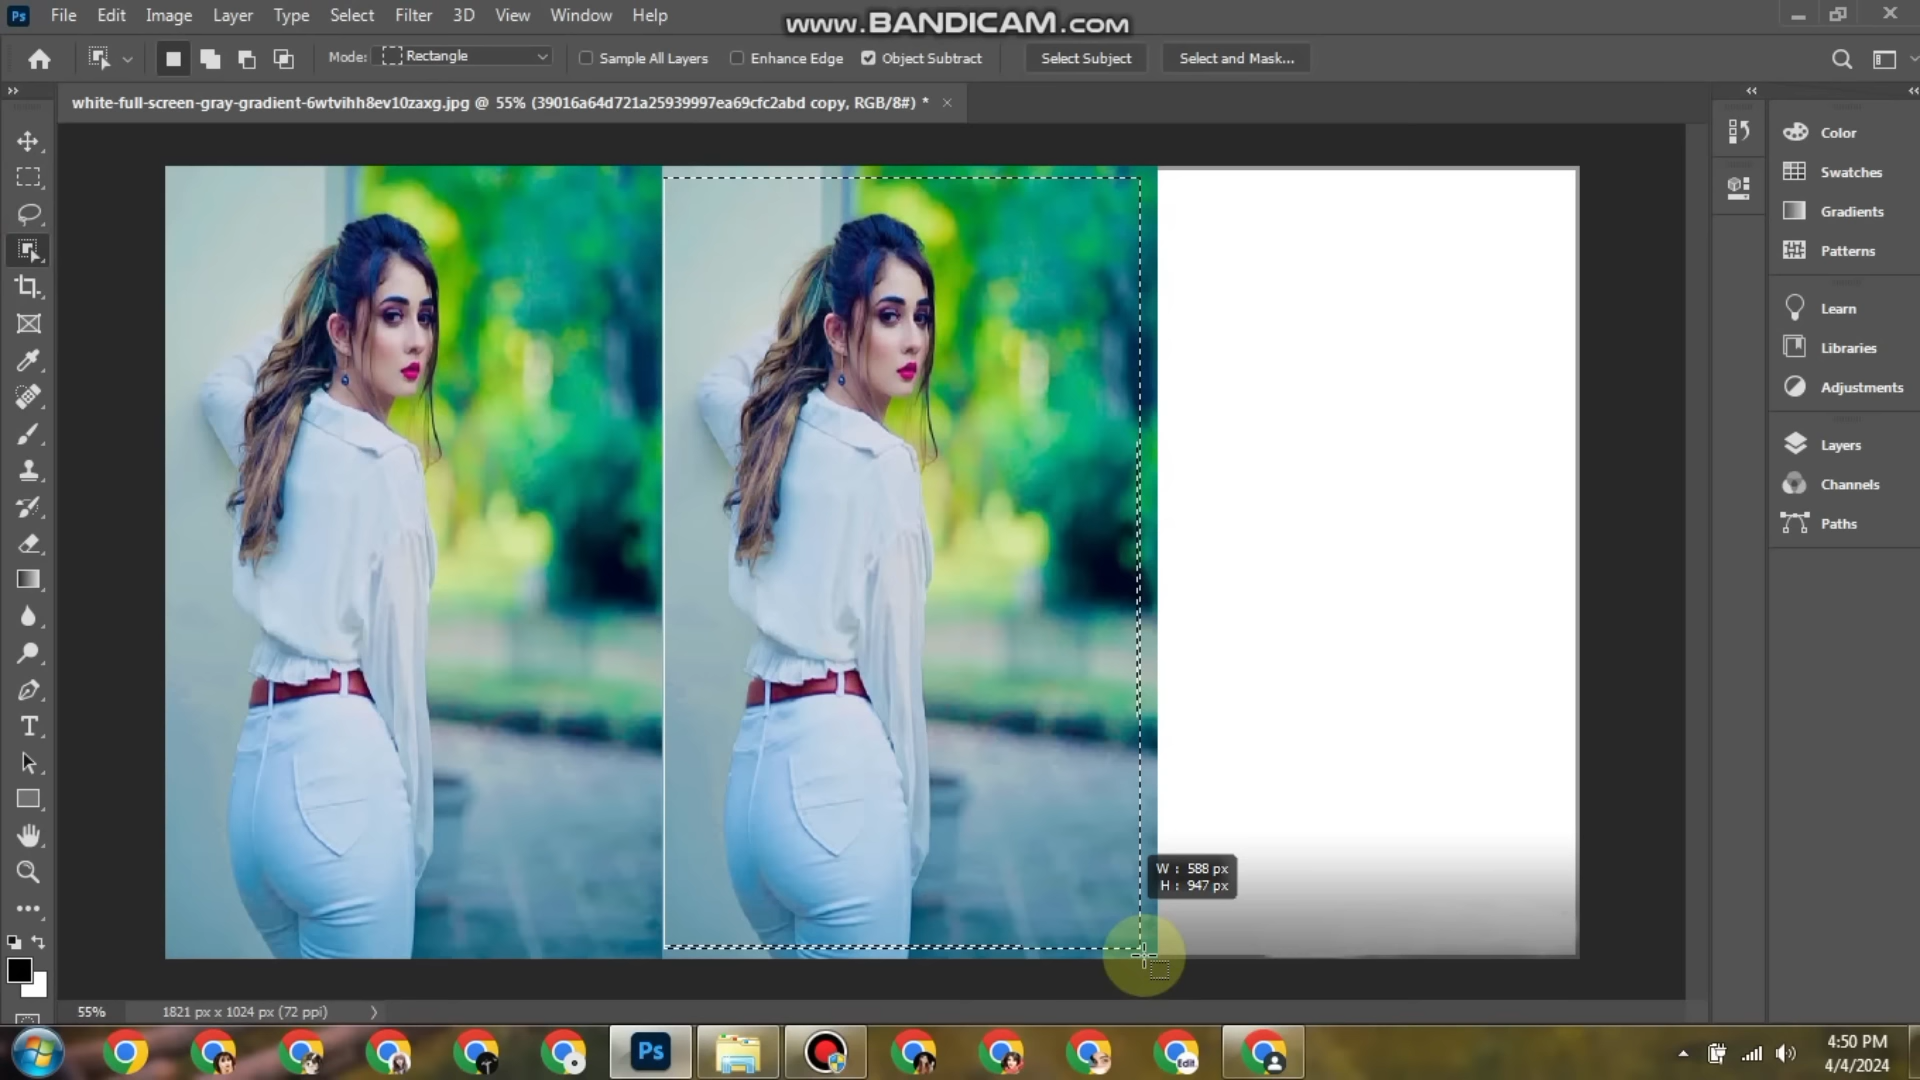 Ps File Edit Image Layer Type Select Filter 3D View Window Help
www.BANDICAM.com
Mode: Rectangle Sample All Layers Enhance Edge Object Subtract Select Subject Select and Mask...
white-full-screen-gray-gradient-6wtvihh8ev10zaxg.jpg @ 55% (39016a64d721a25939997ea69cfc2abd copy, RGB/8#) * ×
Color
Swatches
Gradients
Patterns
Learn
Libraries
Adjustments
Layers
Channels
Paths
W : 588 px
H : 947 px
55% 1821 px x 1024 px (72 ppi)
Ps
Edit
4:50 PM
4/4/2024